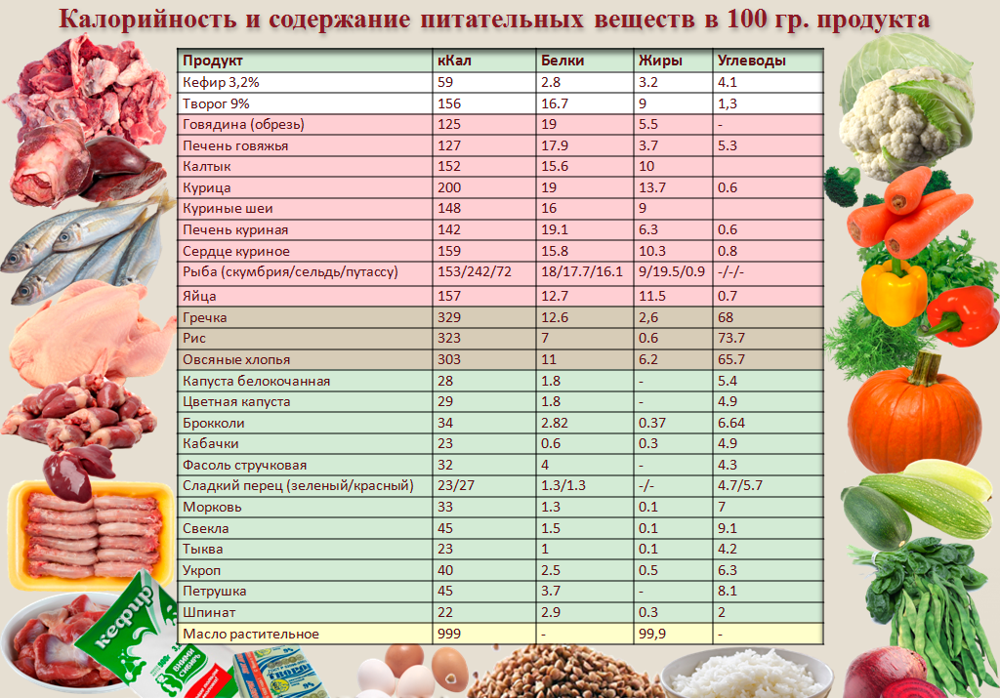 Калорийность и содержание питательных веществ в 100 гр. продукта
Продукт кКал Белки Жиры Углеводы
Кефир 3,2% 59 2.8 3.2 4.1
Творог 9% 156 16.7 9 1,3
Говядина (обрезь) 125 19 5.5 -
Печень говяжья 127 17.9 3.7 5.3
Калтык 152 15.6 10
Курица 200 19 13.7 0.6
Куриные шеи 148 16 9
Печень куриная 142 19.1 6.3 0.6
Сердце куриное 159 15.8 10.3 0.8
Рыба (скумбрия/сельдь/путассу) 153/242/72 18/17.7/16.1 9/19.5/0.9 -/-/-
Яйца 157 12.7 11.5 0.7
Гречка 329 12.6 2,6 68
Рис 323 7 0.6 73.7
Овсяные хлопья 303 11 6.2 65.7
Капуста белокочанная 28 1.8 - 5.4
Цветная капуста 29 1.8 - 4.9
Брокколи 34 2.82 0.37 6.64
Кабачки 23 0.6 0.3 4.9
Фасоль стручковая 32 4 - 4.3
Сладкий перец (зеленый/красный) 23/27 1.3/1.3 -/- 4.7/5.7
Морковь 33 1.3 0.1 7
Свекла 45 1.5 0.1 9.1
Тыква 23 1 0.1 4.2
Укроп 40 2.5 0.5 6.3
Петрушка 45 3.7 - 8.1
Шпинат 22 2.9 0.3 2
Масло растительное 999 - 99,9 -
кефир
ВНИМИ
СИБИРЬ
творог